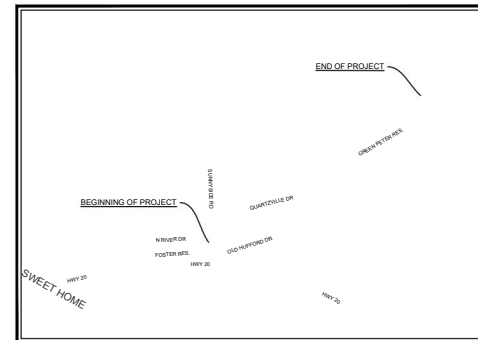 END OF PROJECT
GREEN PETER RES.
SUNNYSIDE RD
BEGINNING OF PROJECT
QUARTZVILLE DR
N RIVER DR
OLD HUFFORD DR
FOSTER RES.
HWY 20
HWY 20
SWEET HOME
HWY 20